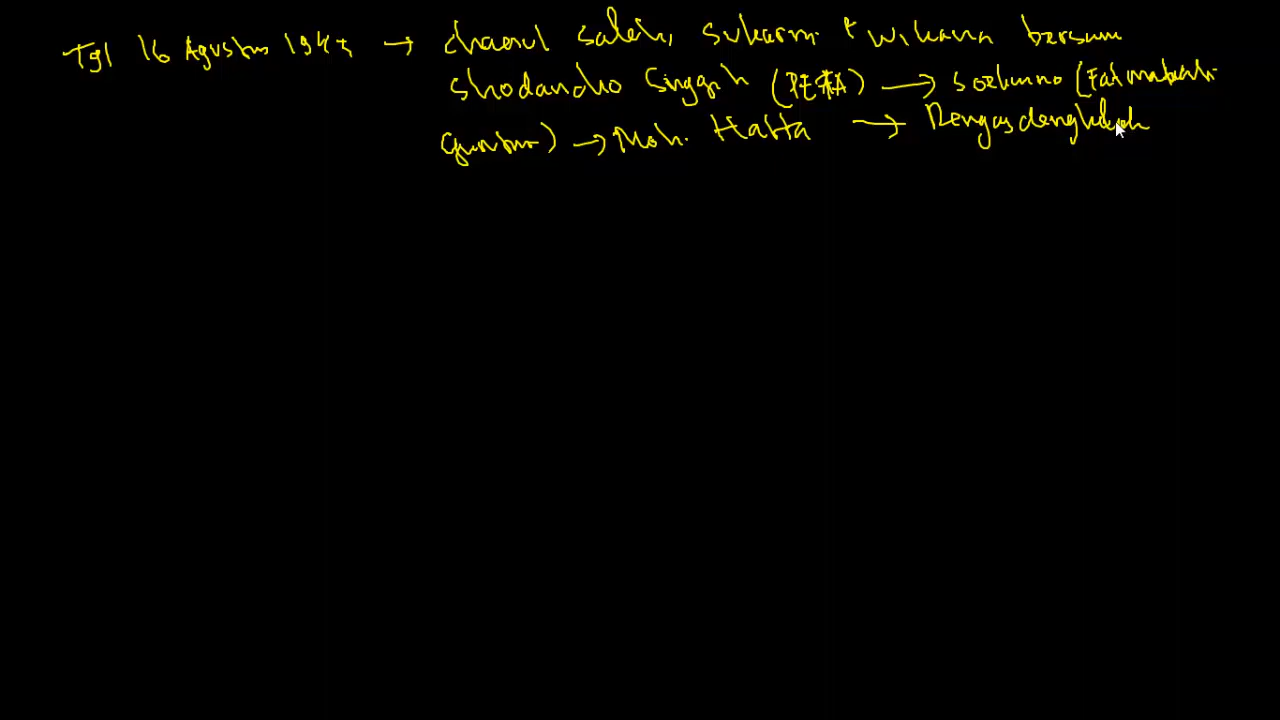 Tgl 16 Agustus 1945 → chaerul saleh, sukarni & wikana bersama
shodancho Singgih (PETA) → soekarno (Fatmawati-
guntur) → Moh. Hatta → Rengasdengklok